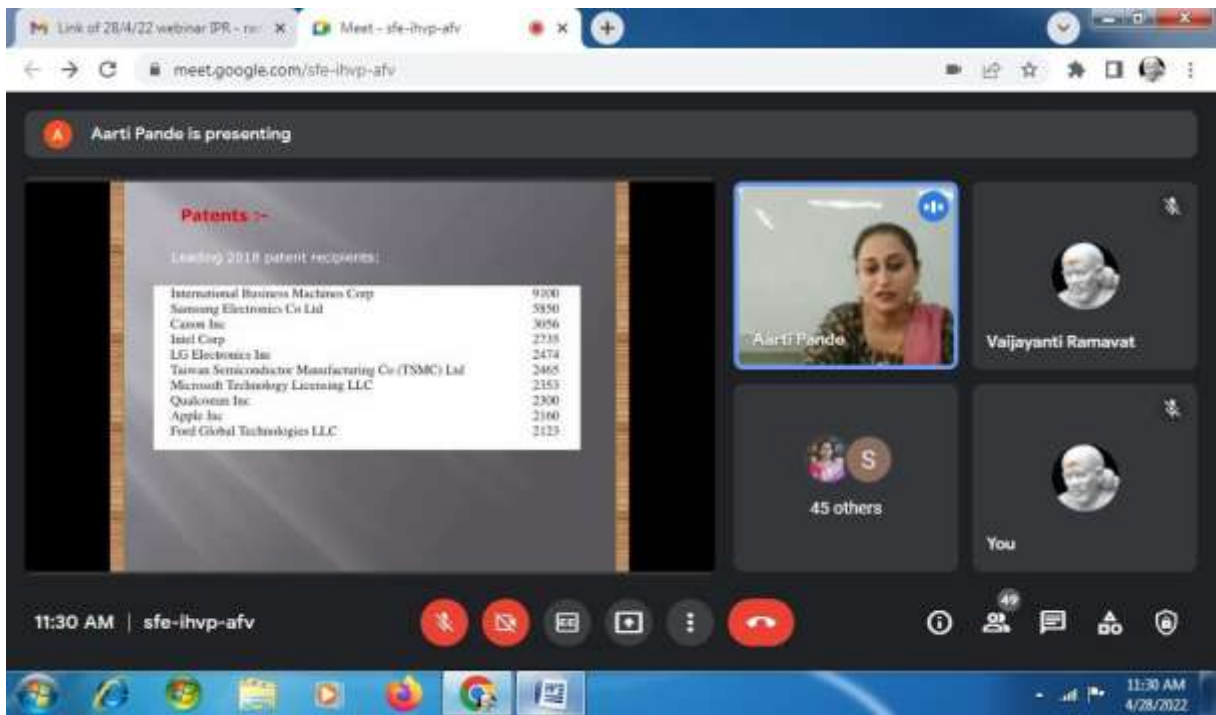 Link of 28/4/22 webinar IPR - 
Meet - sfe-ihvp-afv
meet.google.com/sfe-ihvp-afv
A
Aarti Pande is presenting
Patents :-
Leading 2018 patent recipients:
International Business Machines Corp 9100
Samsung Electronics Co Ltd 5850
Canon Inc 3056
Intel Corp 2735
LG Electronics Inc 2474
Taiwan Semiconductor Manufacturing Co (TSMC) Ltd 2465
Microsoft Technology Licensing LLC 2353
Qualcomm Inc 2300
Apple Inc 2160
Ford Global Technologies LLC 2123
Aarti Pande
Vaijayanti Ramavat
S
45 others
You
11:30 AM | sfe-ihvp-afv
49
11:30 AM
4/28/2022